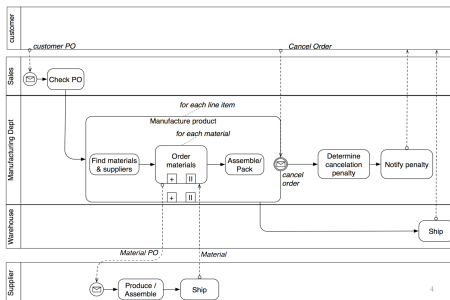 customer
customer PO
Cancel Order
Sales
Check PO
Manufacturing Dept
for each line item
Manufacture product
for each material
Find materials
& suppliers
Order
materials
+
II
Assemble/
Pack
+
II
cancel
order
Determine
cancelation
penalty
Notify penalty
Warehouse
Ship
Material PO
Material
Supplier
Produce /
Assemble
Ship
4